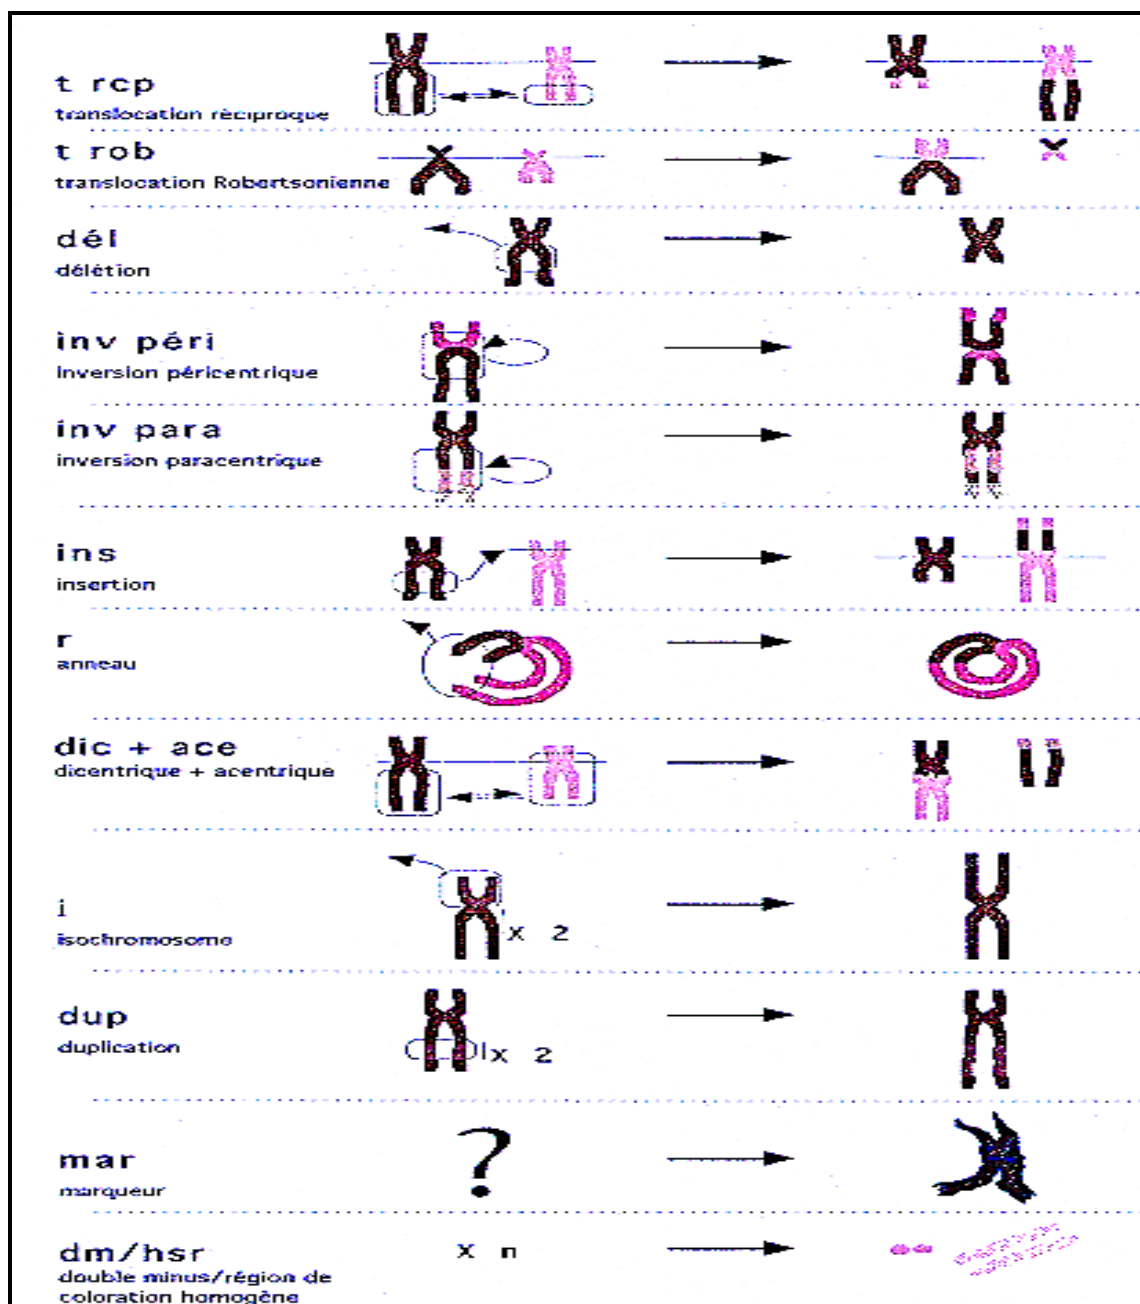 t rcp
translocation réciproque
t rob
translocation Robertsonienne
dél
délétion
inv péri
inversion péricentrique
inv para
inversion paracentrique
ins
insertion
r
anneau
dic + ace
dicentrique + acentrique
i
isochromosome
x 2
dup
duplication
x 2
mar
marqueur
?
dm/hsr
double minus/région de
coloration homogène
x n